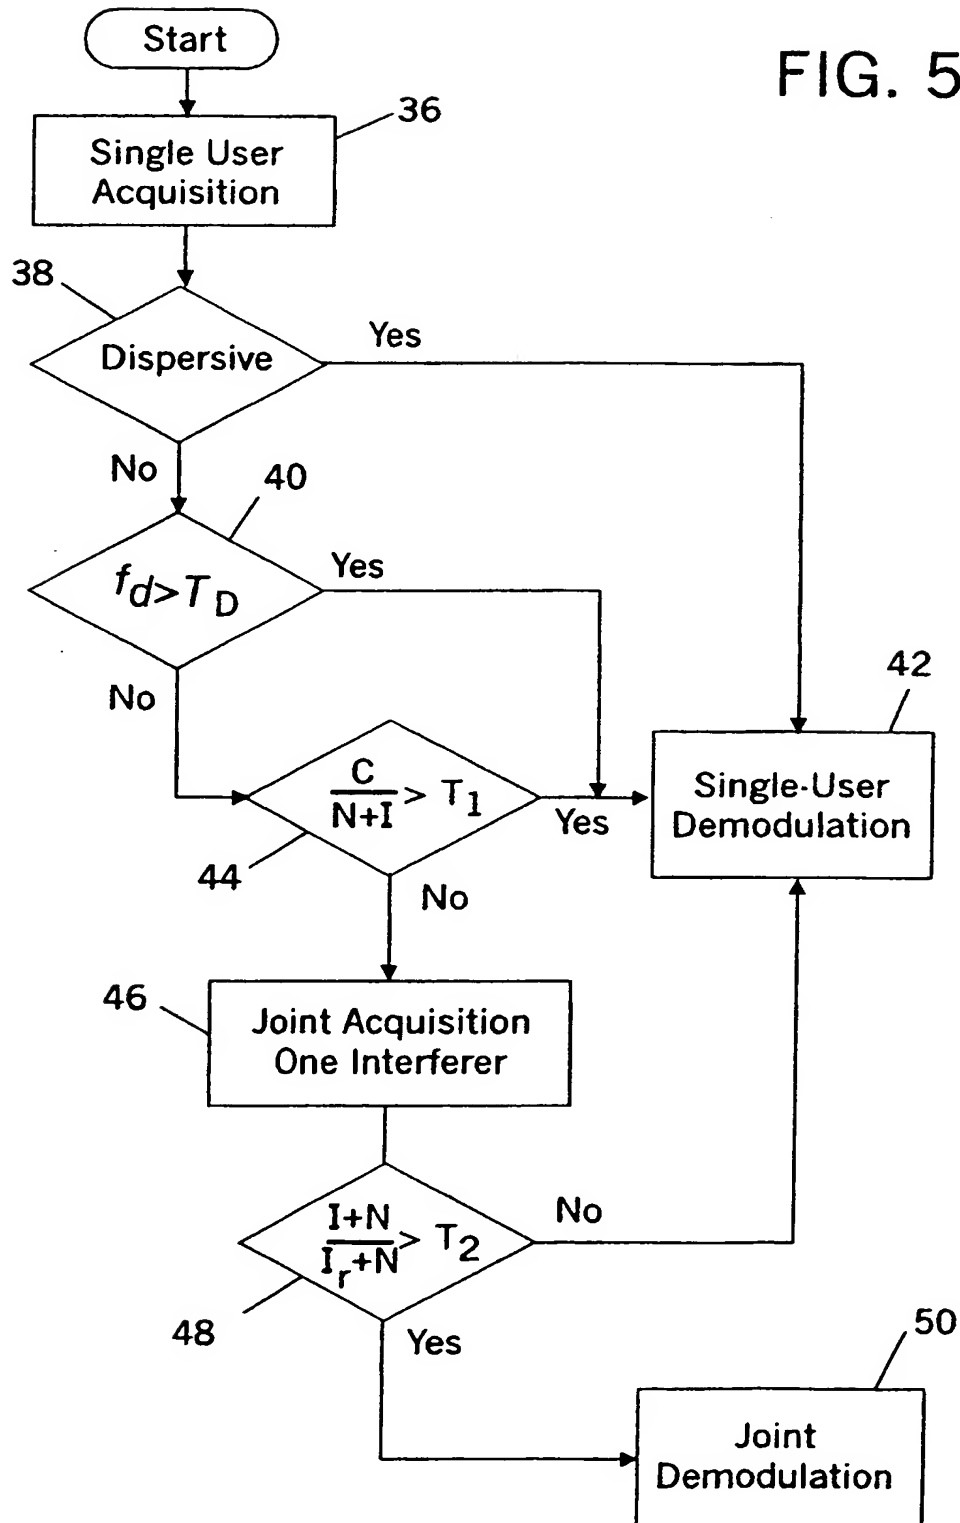 Start
FIG. 5
36
Single User
Acquisition
38
Dispersive
Yes
No
40
fd>TD
Yes
No
42
C
N+I
> T1
Yes
Single-User
Demodulation
44
No
46
Joint Acquisition
One Interferer
I+N
Ir+N
> T2
No
48
Yes
50
Joint
Demodulation